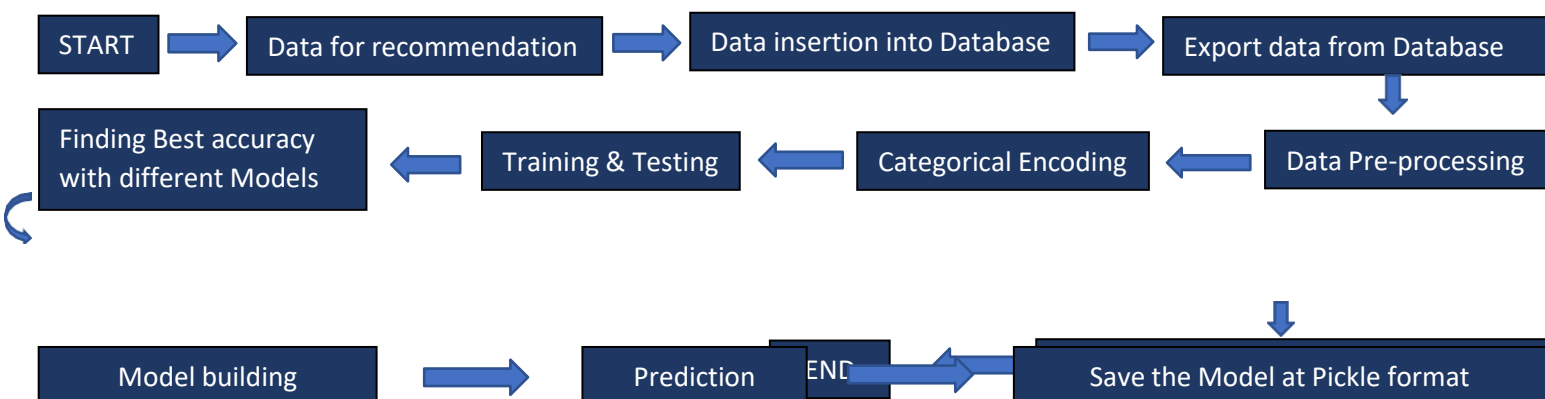 START
Data for recommendation
Data insertion into Database
Export data from Database
Finding Best accuracy
with different Models
Training & Testing
Categorical Encoding
Data Pre-processing
Model building
Prediction
END
Save the Model at Pickle format